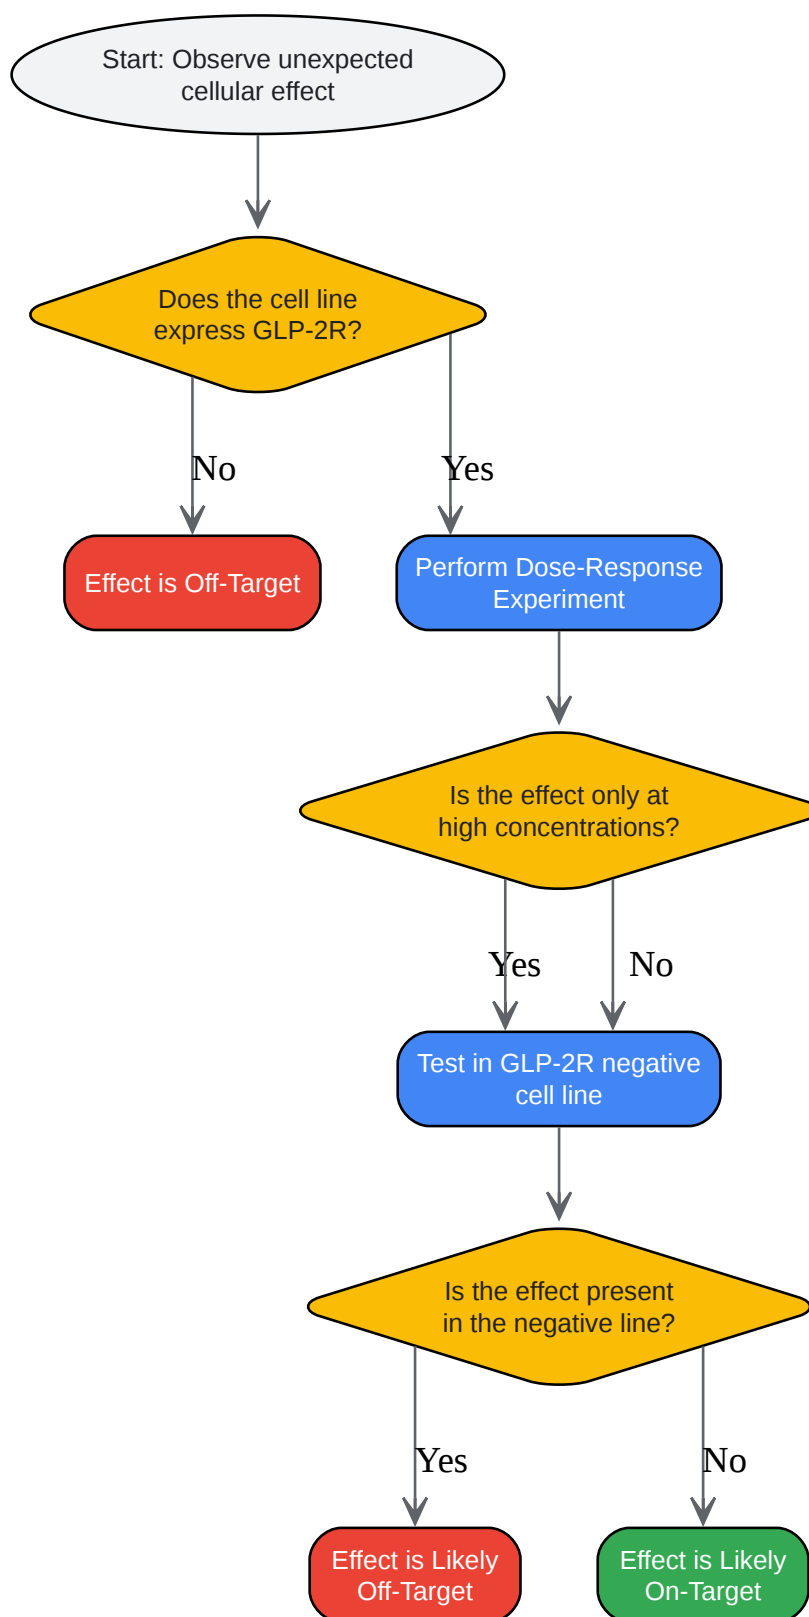 Start: Observe unexpected
cellular effect
Does the cell line
express GLP-2R?
No
Yes
Effect is Off-Target
Perform Dose-Response
Experiment
Is the effect only at
high concentrations?
Yes
No
Test in GLP-2R negative
cell line
Is the effect present
in the negative line?
Yes
No
Effect is Likely
Off-Target
Effect is Likely
On-Target